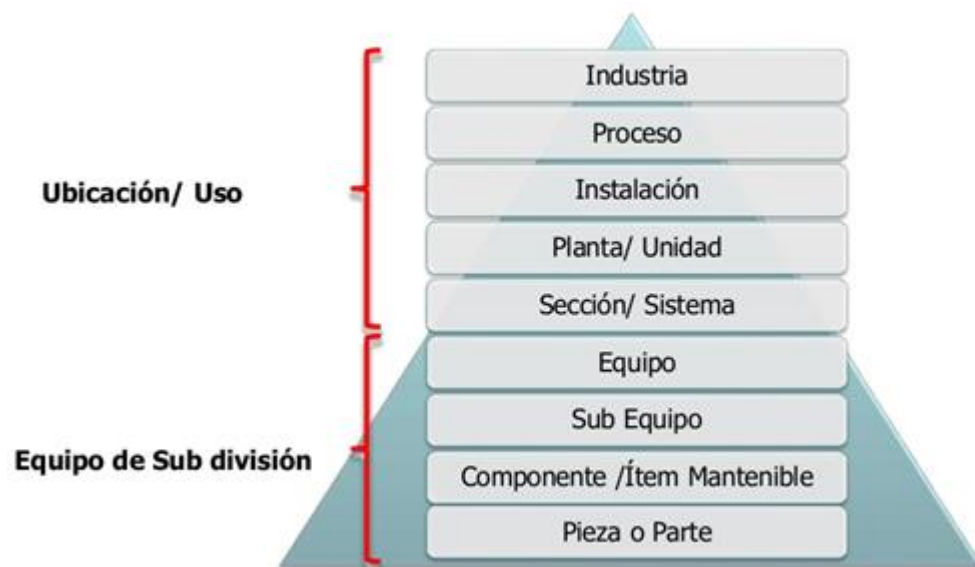 Industria
Proceso
Instalación
Ubicación/ Uso
Planta/ Unidad
Sección/ Sistema
Equipo
Sub Equipo
Equipo de Sub división
Componente /Ítem Mantenible
Pieza o Parte